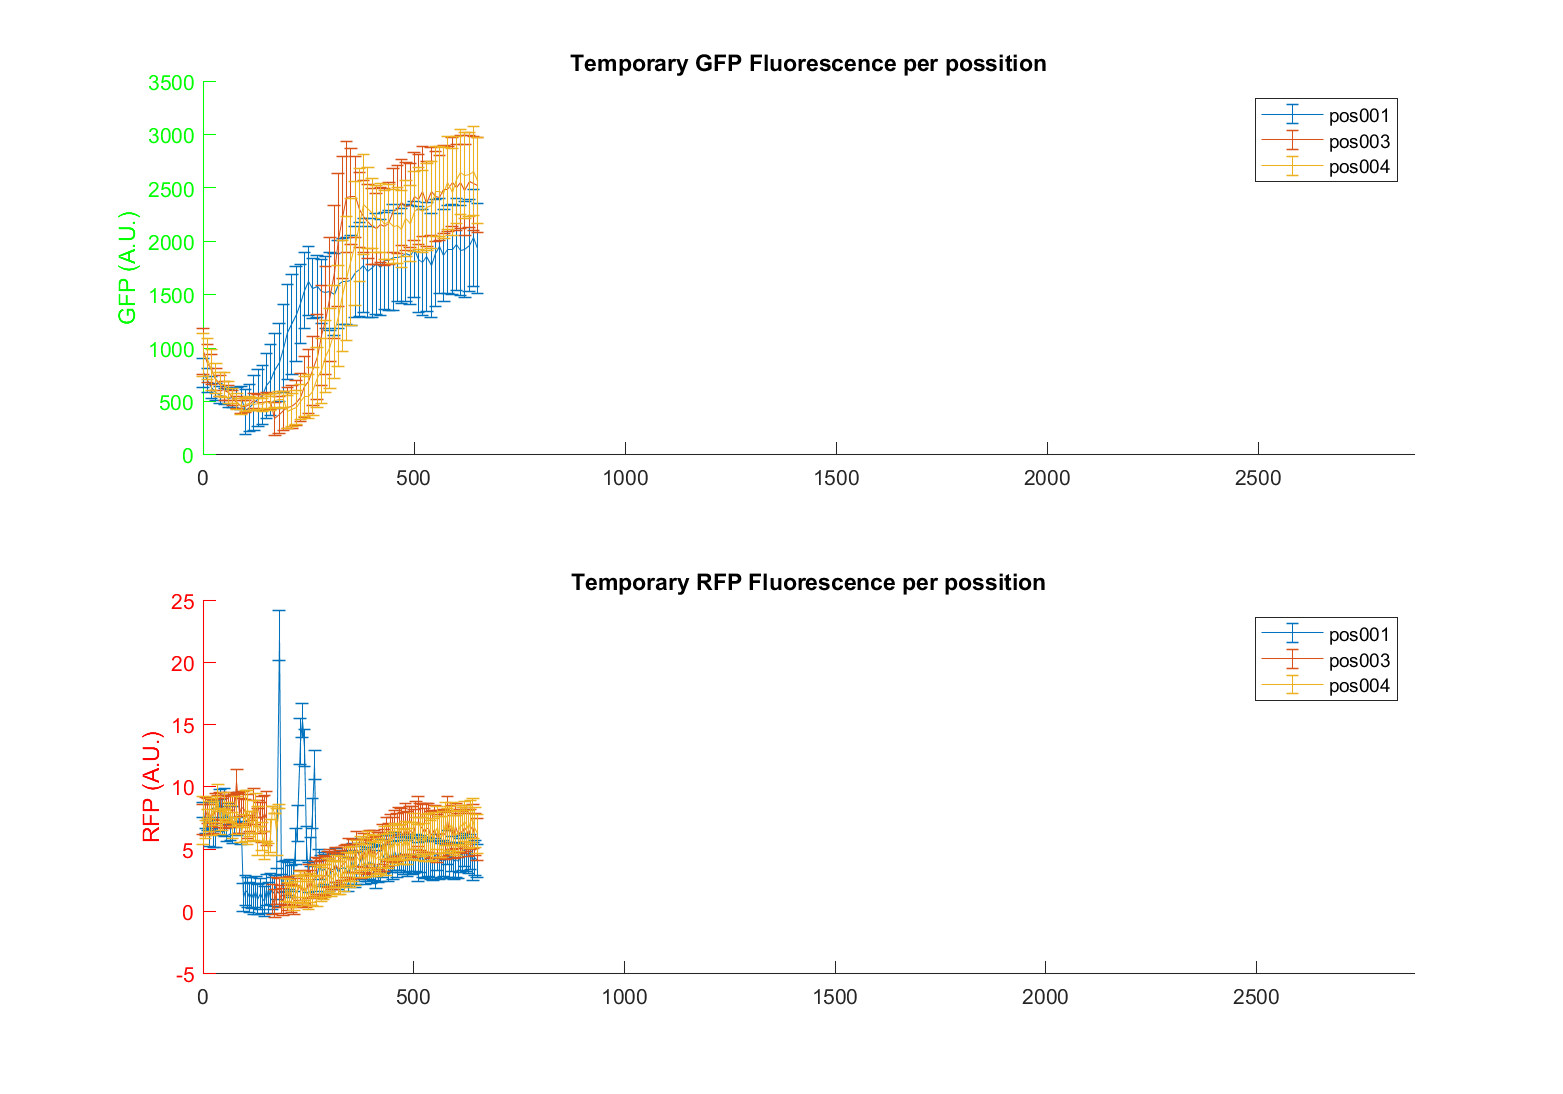 Temporary GFP Fluorescence per possition
3500
3000
2500
2000
1500
1000
500
0
GFP (A.U.)
0 500 1000 1500 2000 2500
pos001
pos003
pos004
Temporary RFP Fluorescence per possition
25
20
15
10
5
0
-5
RFP (A.U.)
0 500 1000 1500 2000 2500
pos001
pos003
pos004